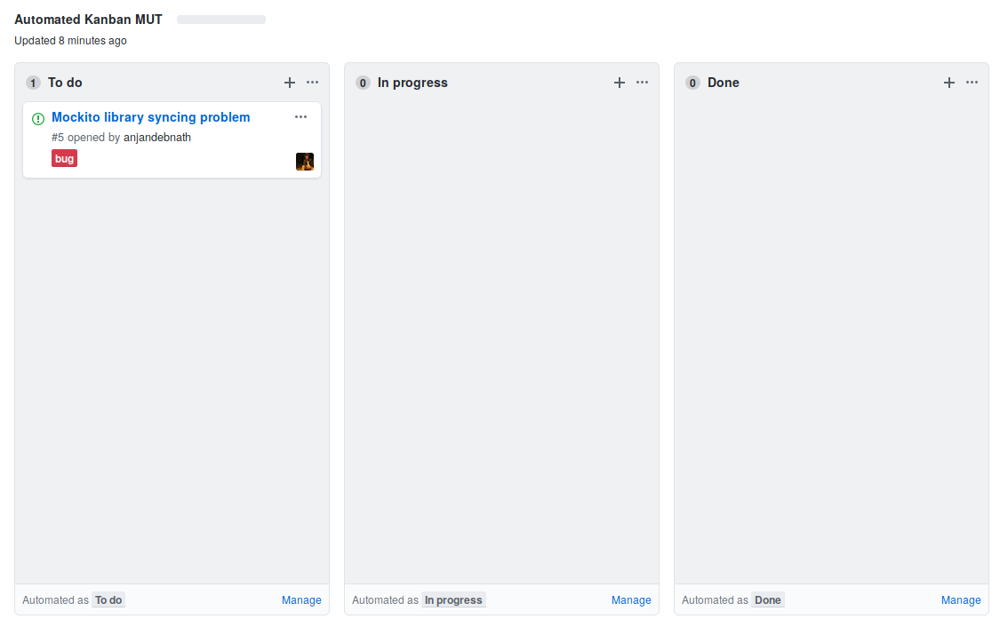 Automated Kanban MUT
Updated 8 minutes ago
1 To do
Mockito library syncing problem
#5 opened by anjandebnath
bug
Automated as To do Manage
0 In progress
Automated as In progress Manage
0 Done
Automated as Done Manage